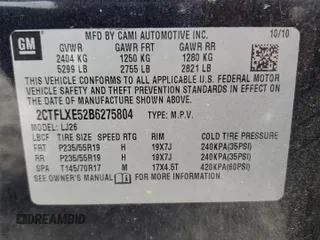 GM
MFD BY CAMI AUTOMOTIVE INC. 10/10
GVWR GAWR FRT GAWR RR
2404 KG 1250 KG 1280 KG
5299 LB 2755 LB 2821 LB
THIS VEHICLE CONFORMS TO ALL APPLICABLE U.S. FEDERAL
MOTOR VEHICLE SAFETY, BUMPER, AND THEFT PREVENTION
STANDARDS IN EFFECT ON THE DATE OF MANUFACTURE
SHOWN ABOVE.
2CTFLXE52B6275804 TYPE: M.P.V.
MODEL: LJ26
LCBF TIRE SIZE SPEED RTG RIM COLD TIRE PRESSURE
FRT P235/55R19 H 19X7J 240KPA(35PSI)
RR P235/55R19 H 19X7J 240KPA(35PSI)
SPA T145/70R17 M 17X4.5T 420KPA(60PSI)
SEE OWNER'S MANUAL FOR ADDITIONAL INFORMATION.
DREAMBID